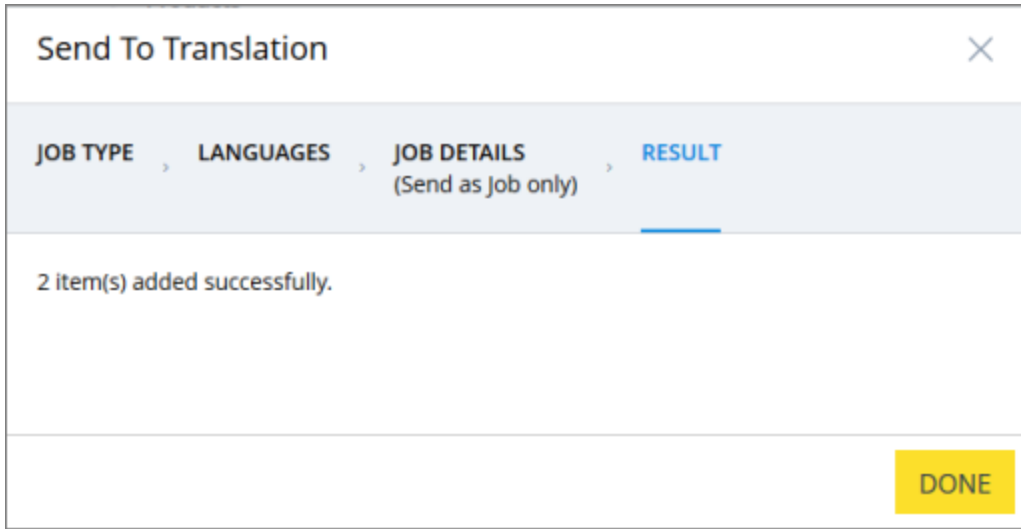 Send To Translation
JOB TYPE > LANGUAGES > JOB DETAILS > RESULT
(Send as Job only)
2 item(s) added successfully.
DONE